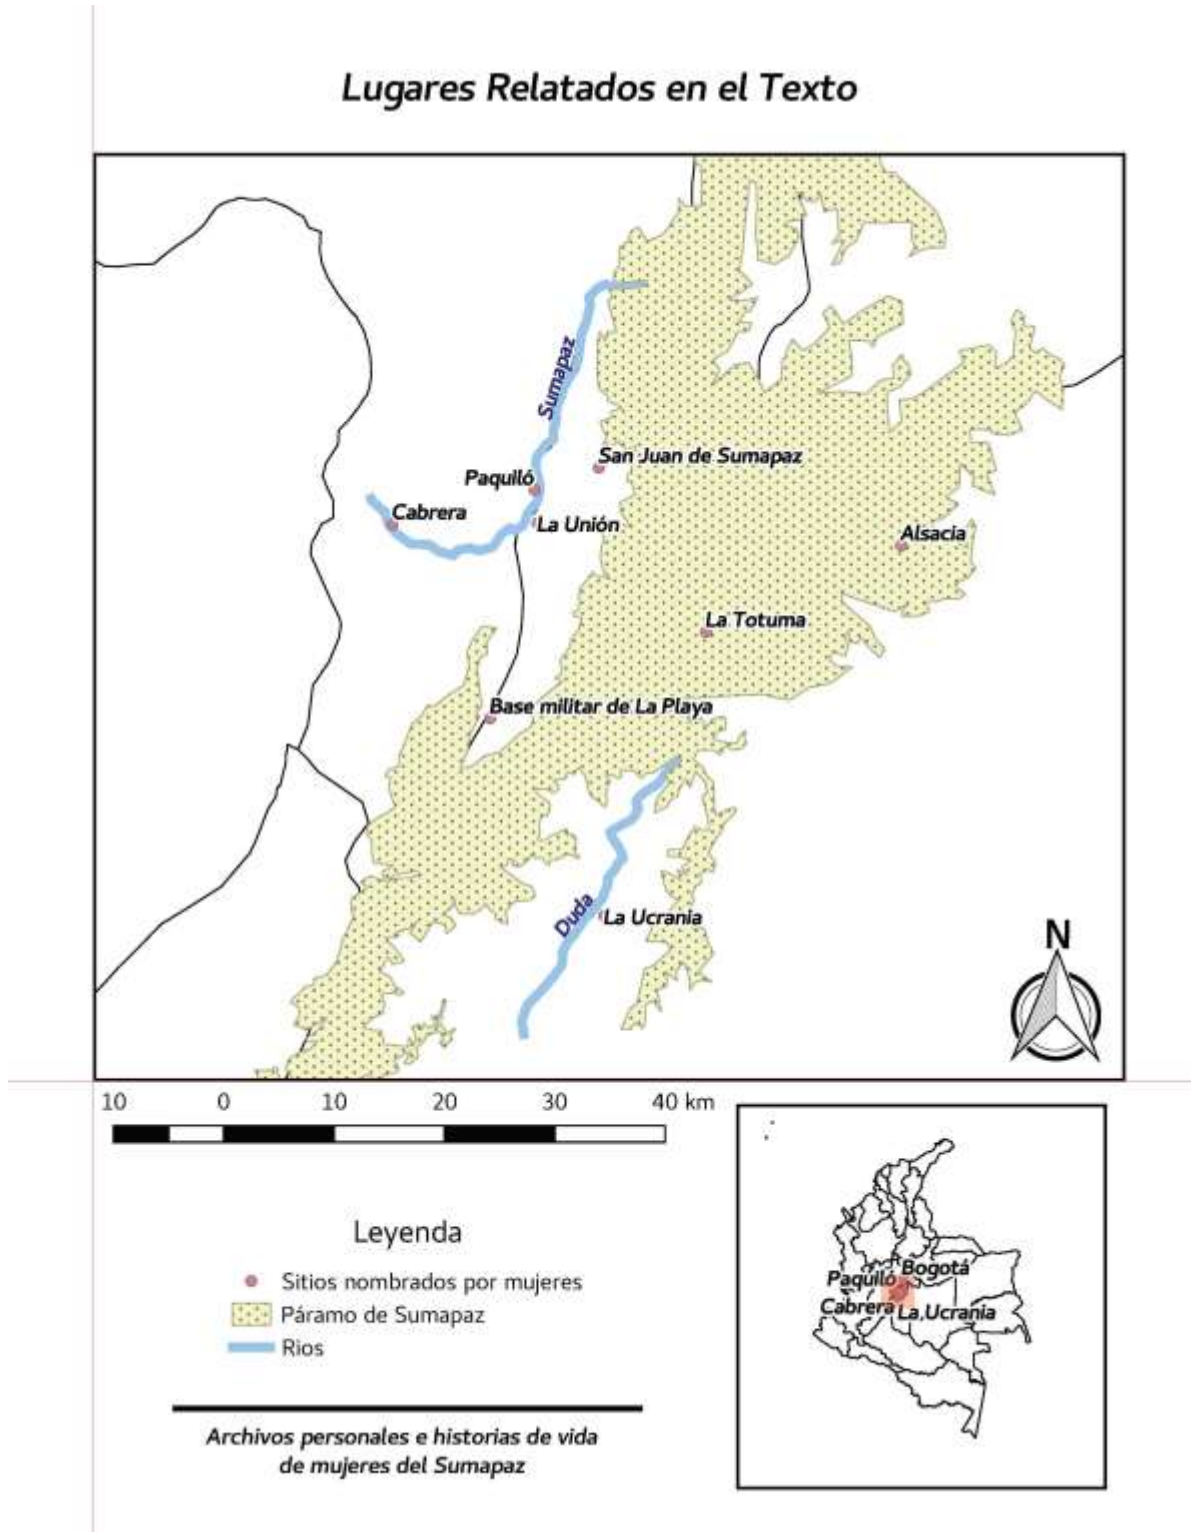 Lugares Relatados en el Texto
Sumapaz
San Juan de Sumapaz
Paquiló
Cabrera
La Unión
Alsacia
La Totuma
Base militar de La Playa
Duda
La Ucrania
N
10 0 10 20 30 40 km
Leyenda
Sitios nombrados por mujeres
Páramo de Sumapaz
Rios
Archivos personales e historias de vida
de mujeres del Sumapaz
Bogotá
Paquiló
Cabrera
La Ucrania